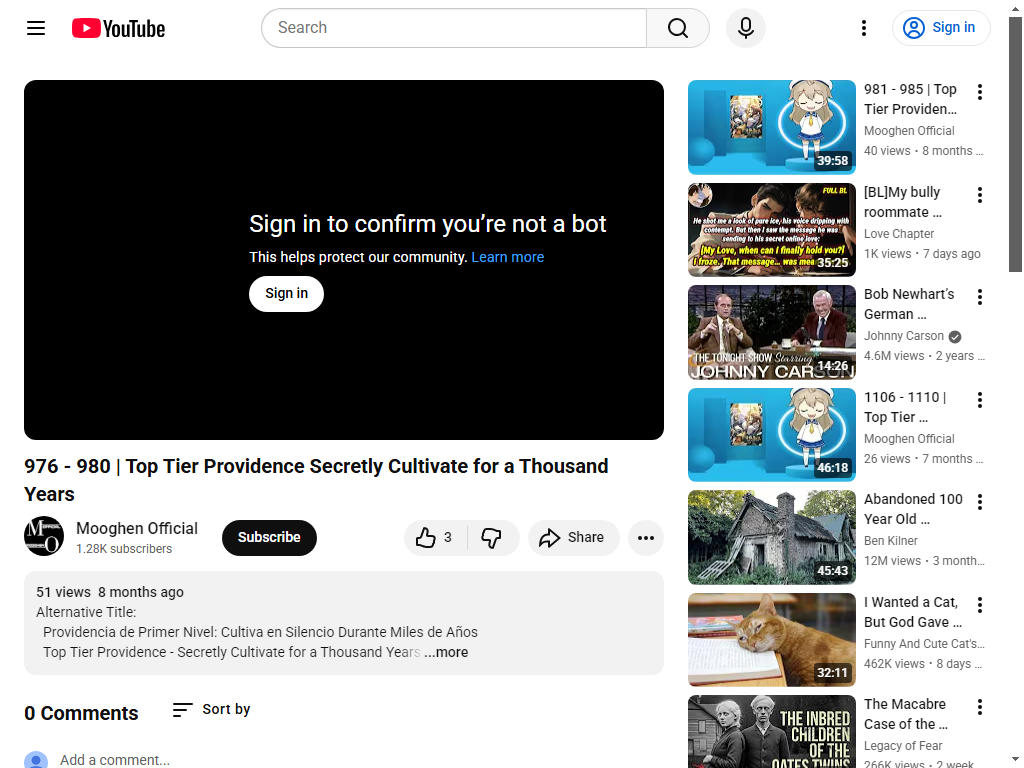 YouTube
Search
Sign in
Sign in to confirm you’re not a bot
This helps protect our community. Learn more
Sign in
976 - 980 | Top Tier Providence Secretly Cultivate for a Thousand
Years
Mooghen Official
1.28K subscribers
Subscribe
3
Share
51 views 8 months ago
Alternative Title:
Providencia de Primer Nivel: Cultiva en Silencio Durante Miles de Años
Top Tier Providence - Secretly Cultivate for a Thousand Years ...more
0 Comments
Sort by
Add a comment...
39:58
981 - 985 | Top
Tier Providen...
Mooghen Official
40 views • 8 months ...
FULL BL
He shot me a look of pure ice, his voice dripping with
contempt. But then I saw the message he was
sending to his secret online love:
[My Love, when can I finally hold you?]
I froze. That message... was mea
35:25
[BL]My bully
roommate ...
Love Chapter
1K views • 7 days ago
THE TONIGHT SHOW Starring
JOHNNY CARSON
14:26
Bob Newhart’s
German ...
Johnny Carson
4.6M views • 2 years ...
46:18
1106 - 1110 |
Top Tier ...
Mooghen Official
26 views • 7 months ...
45:43
Abandoned 100
Year Old ...
Ben Kilner
12M views • 3 month...
32:11
I Wanted a Cat,
But God Gave ...
Funny And Cute Cat's...
462K views • 8 days ...
THE INBRED
CHILDREN
OF THE
OATES TWINS
The Macabre
Case of the ...
Legacy of Fear
266K views • 2 week